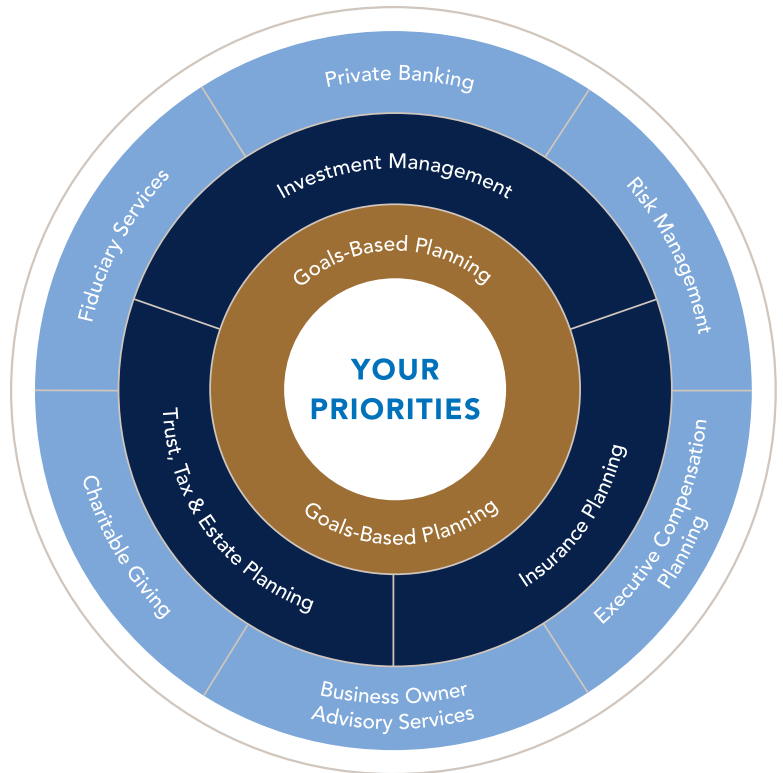 Private Banking
Investment Management
Goals-Based Planning
Fiduciary Services
Risk Management
YOUR
PRIORITIES
Trust, Tax & Estate Planning
Insurance Planning
Goals-Based Planning
Charitable Giving
Executive Compensation
Planning
Business Owner
Advisory Services